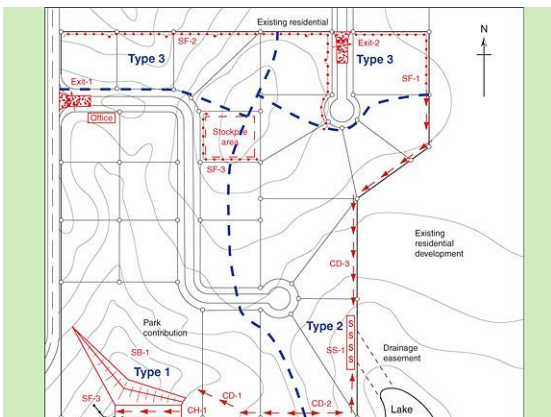 Existing residential
N
SF-2
Exit-2
Type 3
Type 3
Exit-1
SF-1
Office
Stockpile
area
SF-3
Existing
residential
development
CD-3
Park
contribution
Type 2
Drainage
easement
SB-1
SS-1
S
S
S
S
Type 1
SF-3
CD-1
CH-1
CD-2
Lake